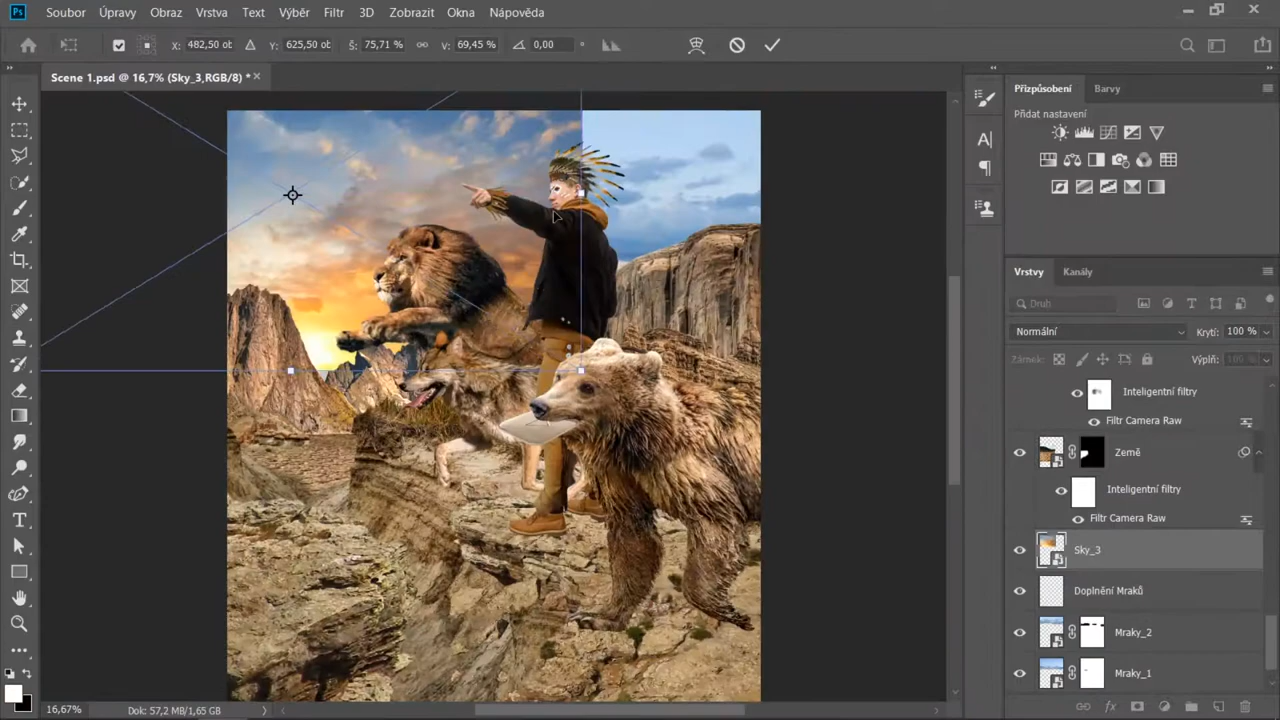 Ps Soubor Úpravy Obraz Vrstva Text Výběr Filtr 3D Zobrazit Okna Nápověda
X: 482,50 ob Y: 625,50 ob Š: 75,71 % V: 69,45 % 0,00 °
Scene 1.psd @ 16,7% (Sky_3,RGB/8) *
Přizpůsobení Barvy
Přidat nastavení
Vrstvy Kanály
Druh
Normální Krytí: 100 %
Zámek: Výplň: 100 %
Inteligentní filtry
Filtr Camera Raw
Země
Inteligentní filtry
Filtr Camera Raw
Sky_3
Doplnění Mraků
Mraky_2
Mraky_1
16,67% Dok: 57,2 MB/1,65 GB